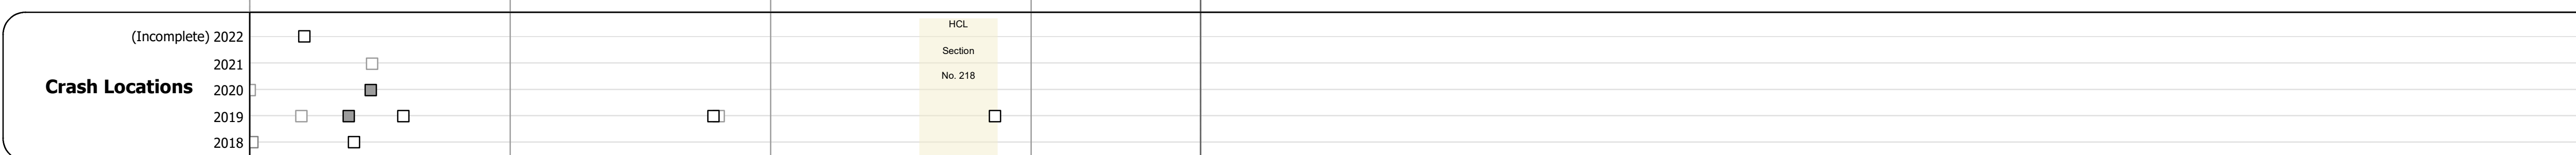 HCL
(Incomplete) 2022
Section
2021
No. 218
Crash Locations
2020
2019
2018